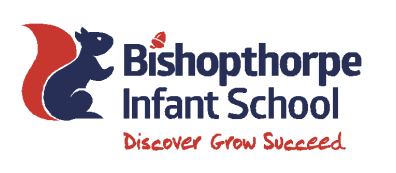 Bishopthorpe
Infant School
Discover Grow Succeed